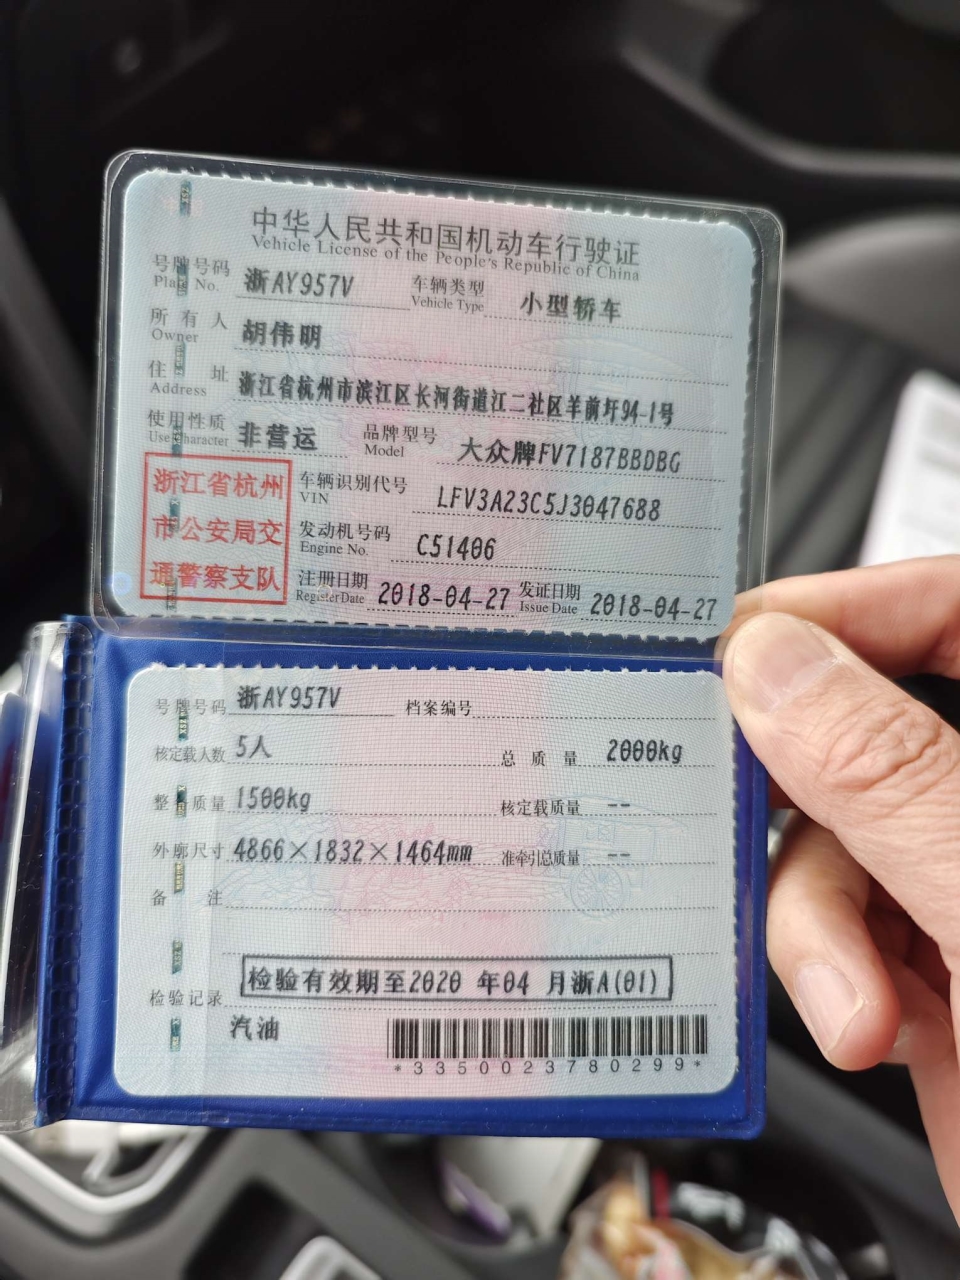 中华人民共和国机动车行驶证
Vehicle License of the People's Republic of China
号牌号码 浙AY957V 车辆类型 小型轿车
Plate No. Vehicle Type
所有人 胡伟明
Owner
住址 浙江省杭州市滨江区长河街道江二社区羊前圩94-1号
Address
使用性质 非营运 品牌型号 大众牌FV7187BBDBG
Use Character Model
浙江省杭州
市公安局交
通警察支队
车辆识别代号 LFV3A23C5J3047688
VIN
发动机号码 C51406
Engine No.
注册日期 2018-04-27 发证日期 2018-04-27
Register Date Issue Date
号牌号码 浙AY957V 档案编号
核定载人数 5人 总质量 2000kg
整备质量 1500kg 核定载质量 --
外廓尺寸 4866×1832×1464mm 准牵引总质量 --
备注
检验记录 检验有效期至2020 年04 月浙A(01)
汽油
*3350023780299*